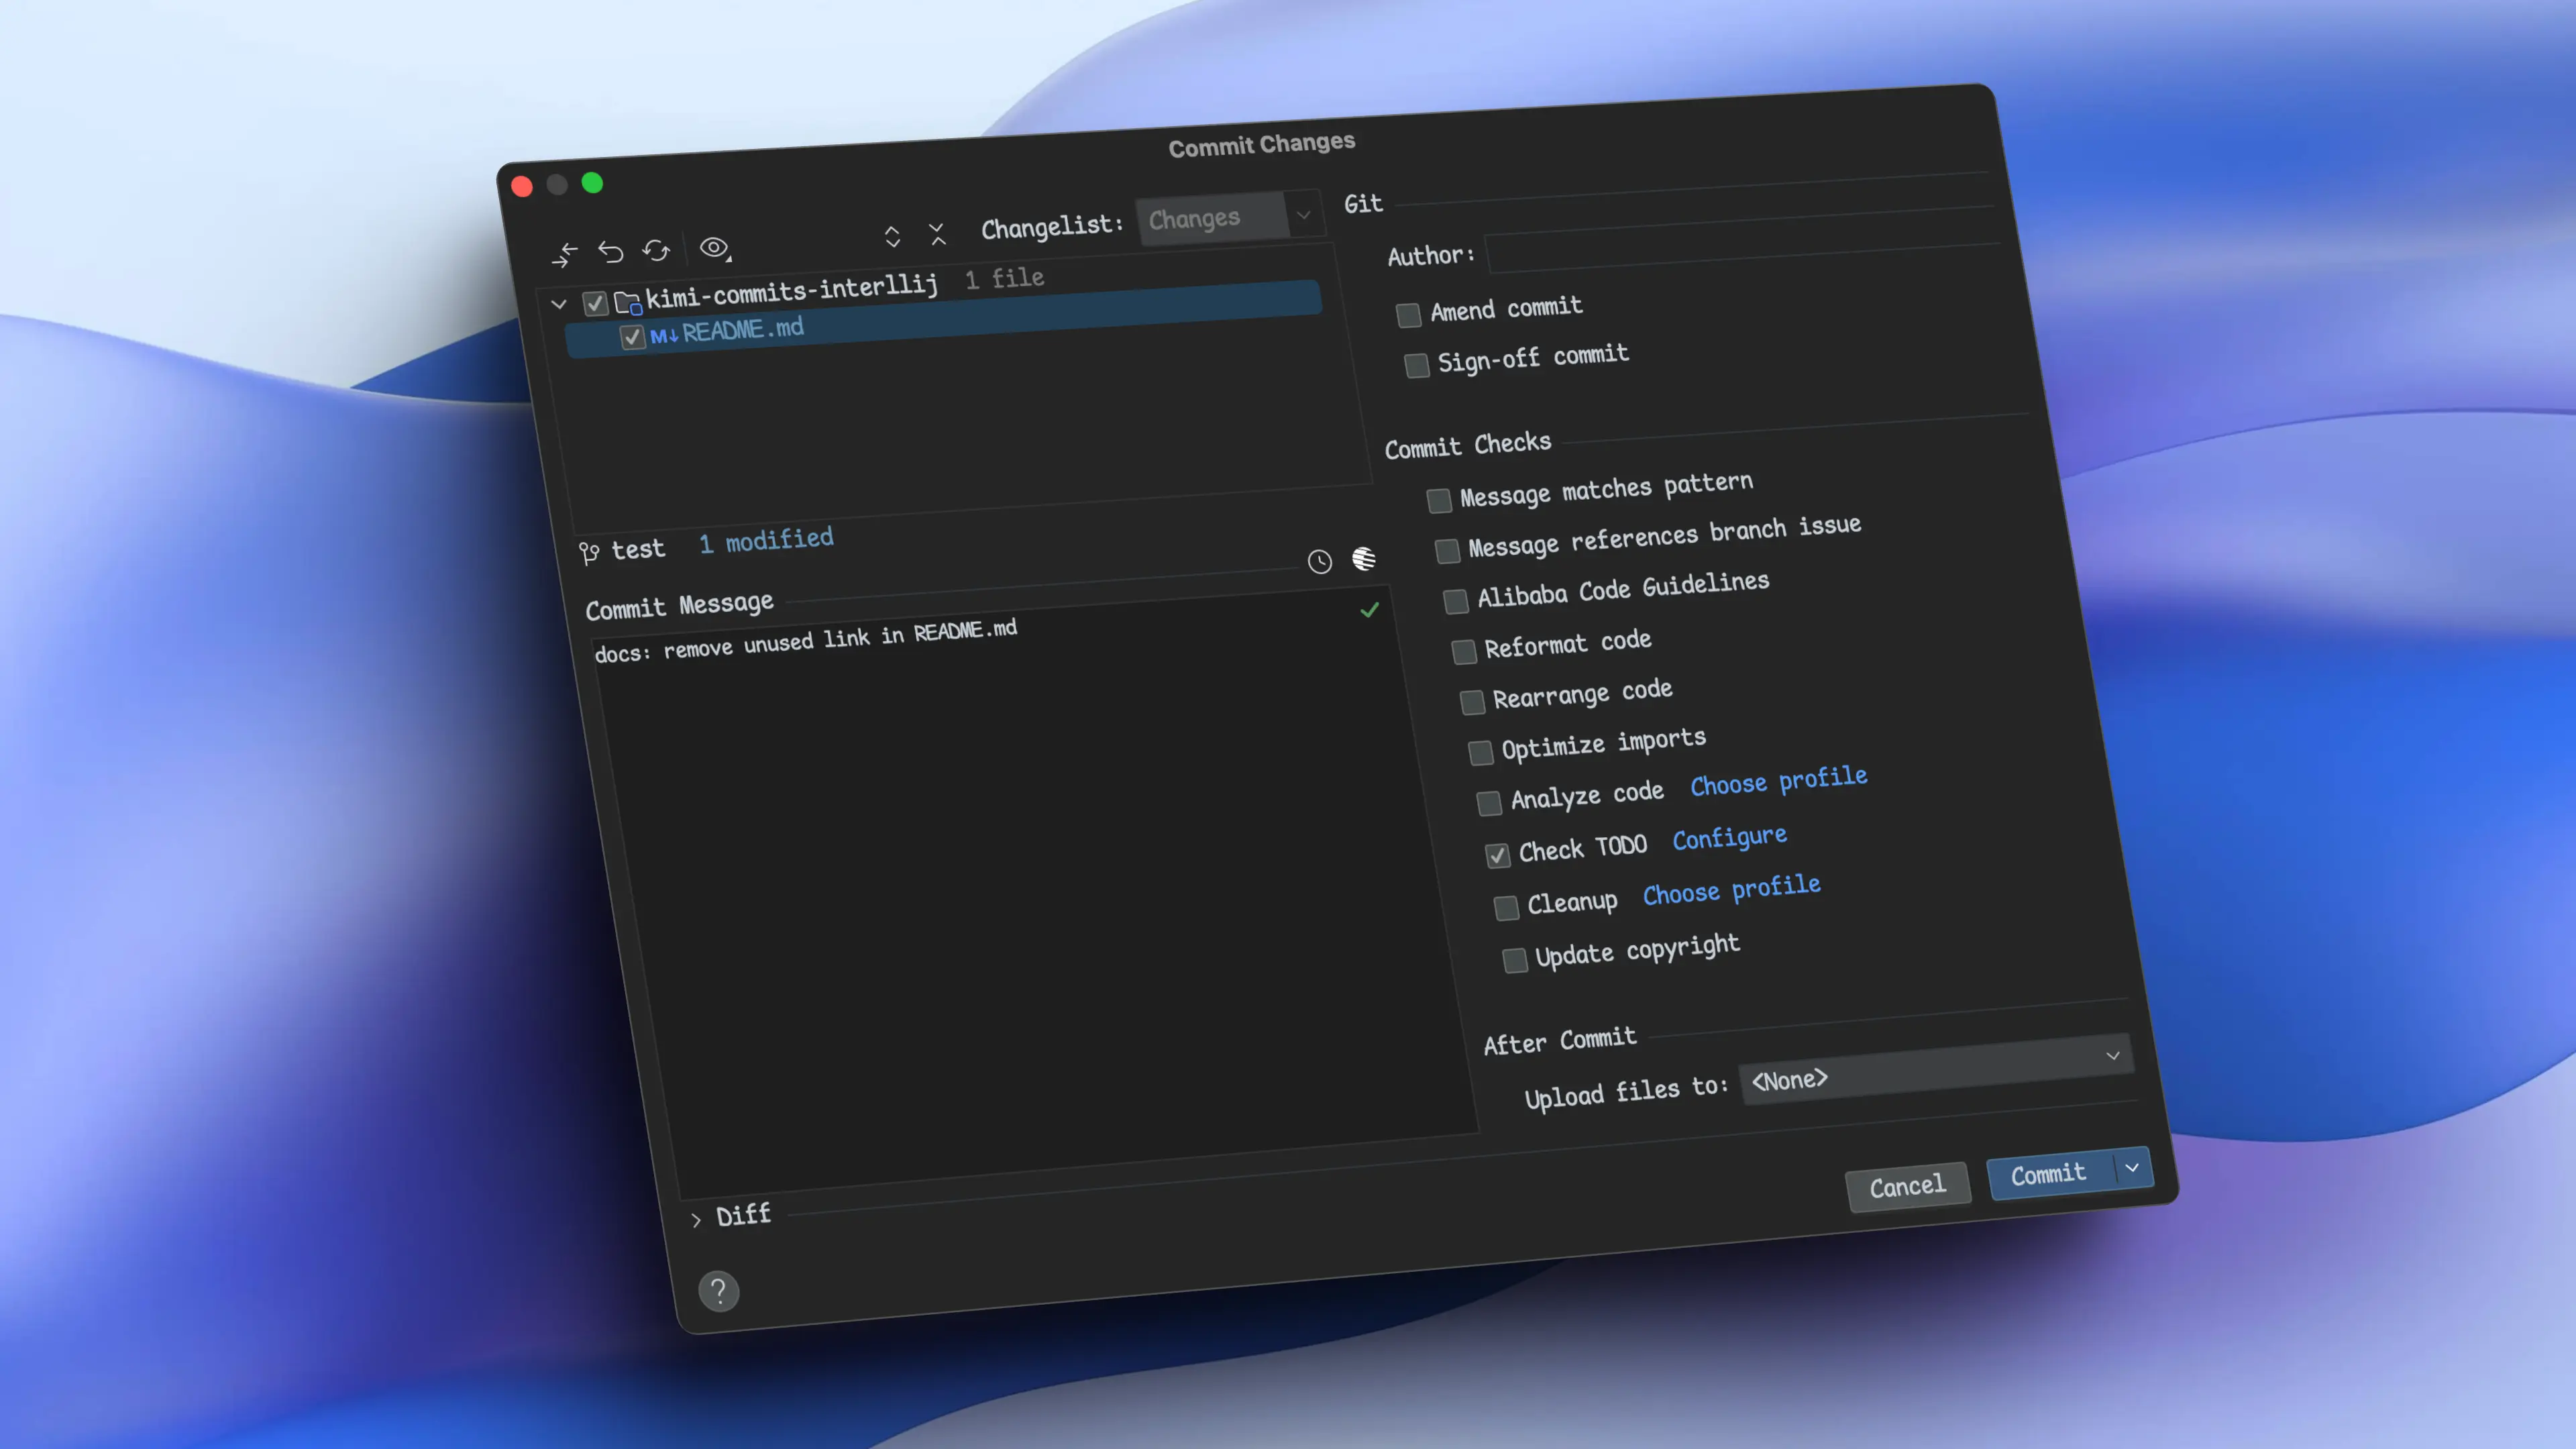 Commit Changes
Changelist: Changes
kimi-commits-interllij 1 file
M↓ README.md
test 1 modified
Commit Message
docs: remove unused link in README.md
Diff
?
Git
Author:
Amend commit
Sign-off commit
Commit Checks
Message matches pattern
Message references branch issue
Alibaba Code Guidelines
Reformat code
Rearrange code
Optimize imports
Analyze code Choose profile
Check TODO Configure
Cleanup Choose profile
Update copyright
After Commit
Upload files to: <None>
Cancel Commit